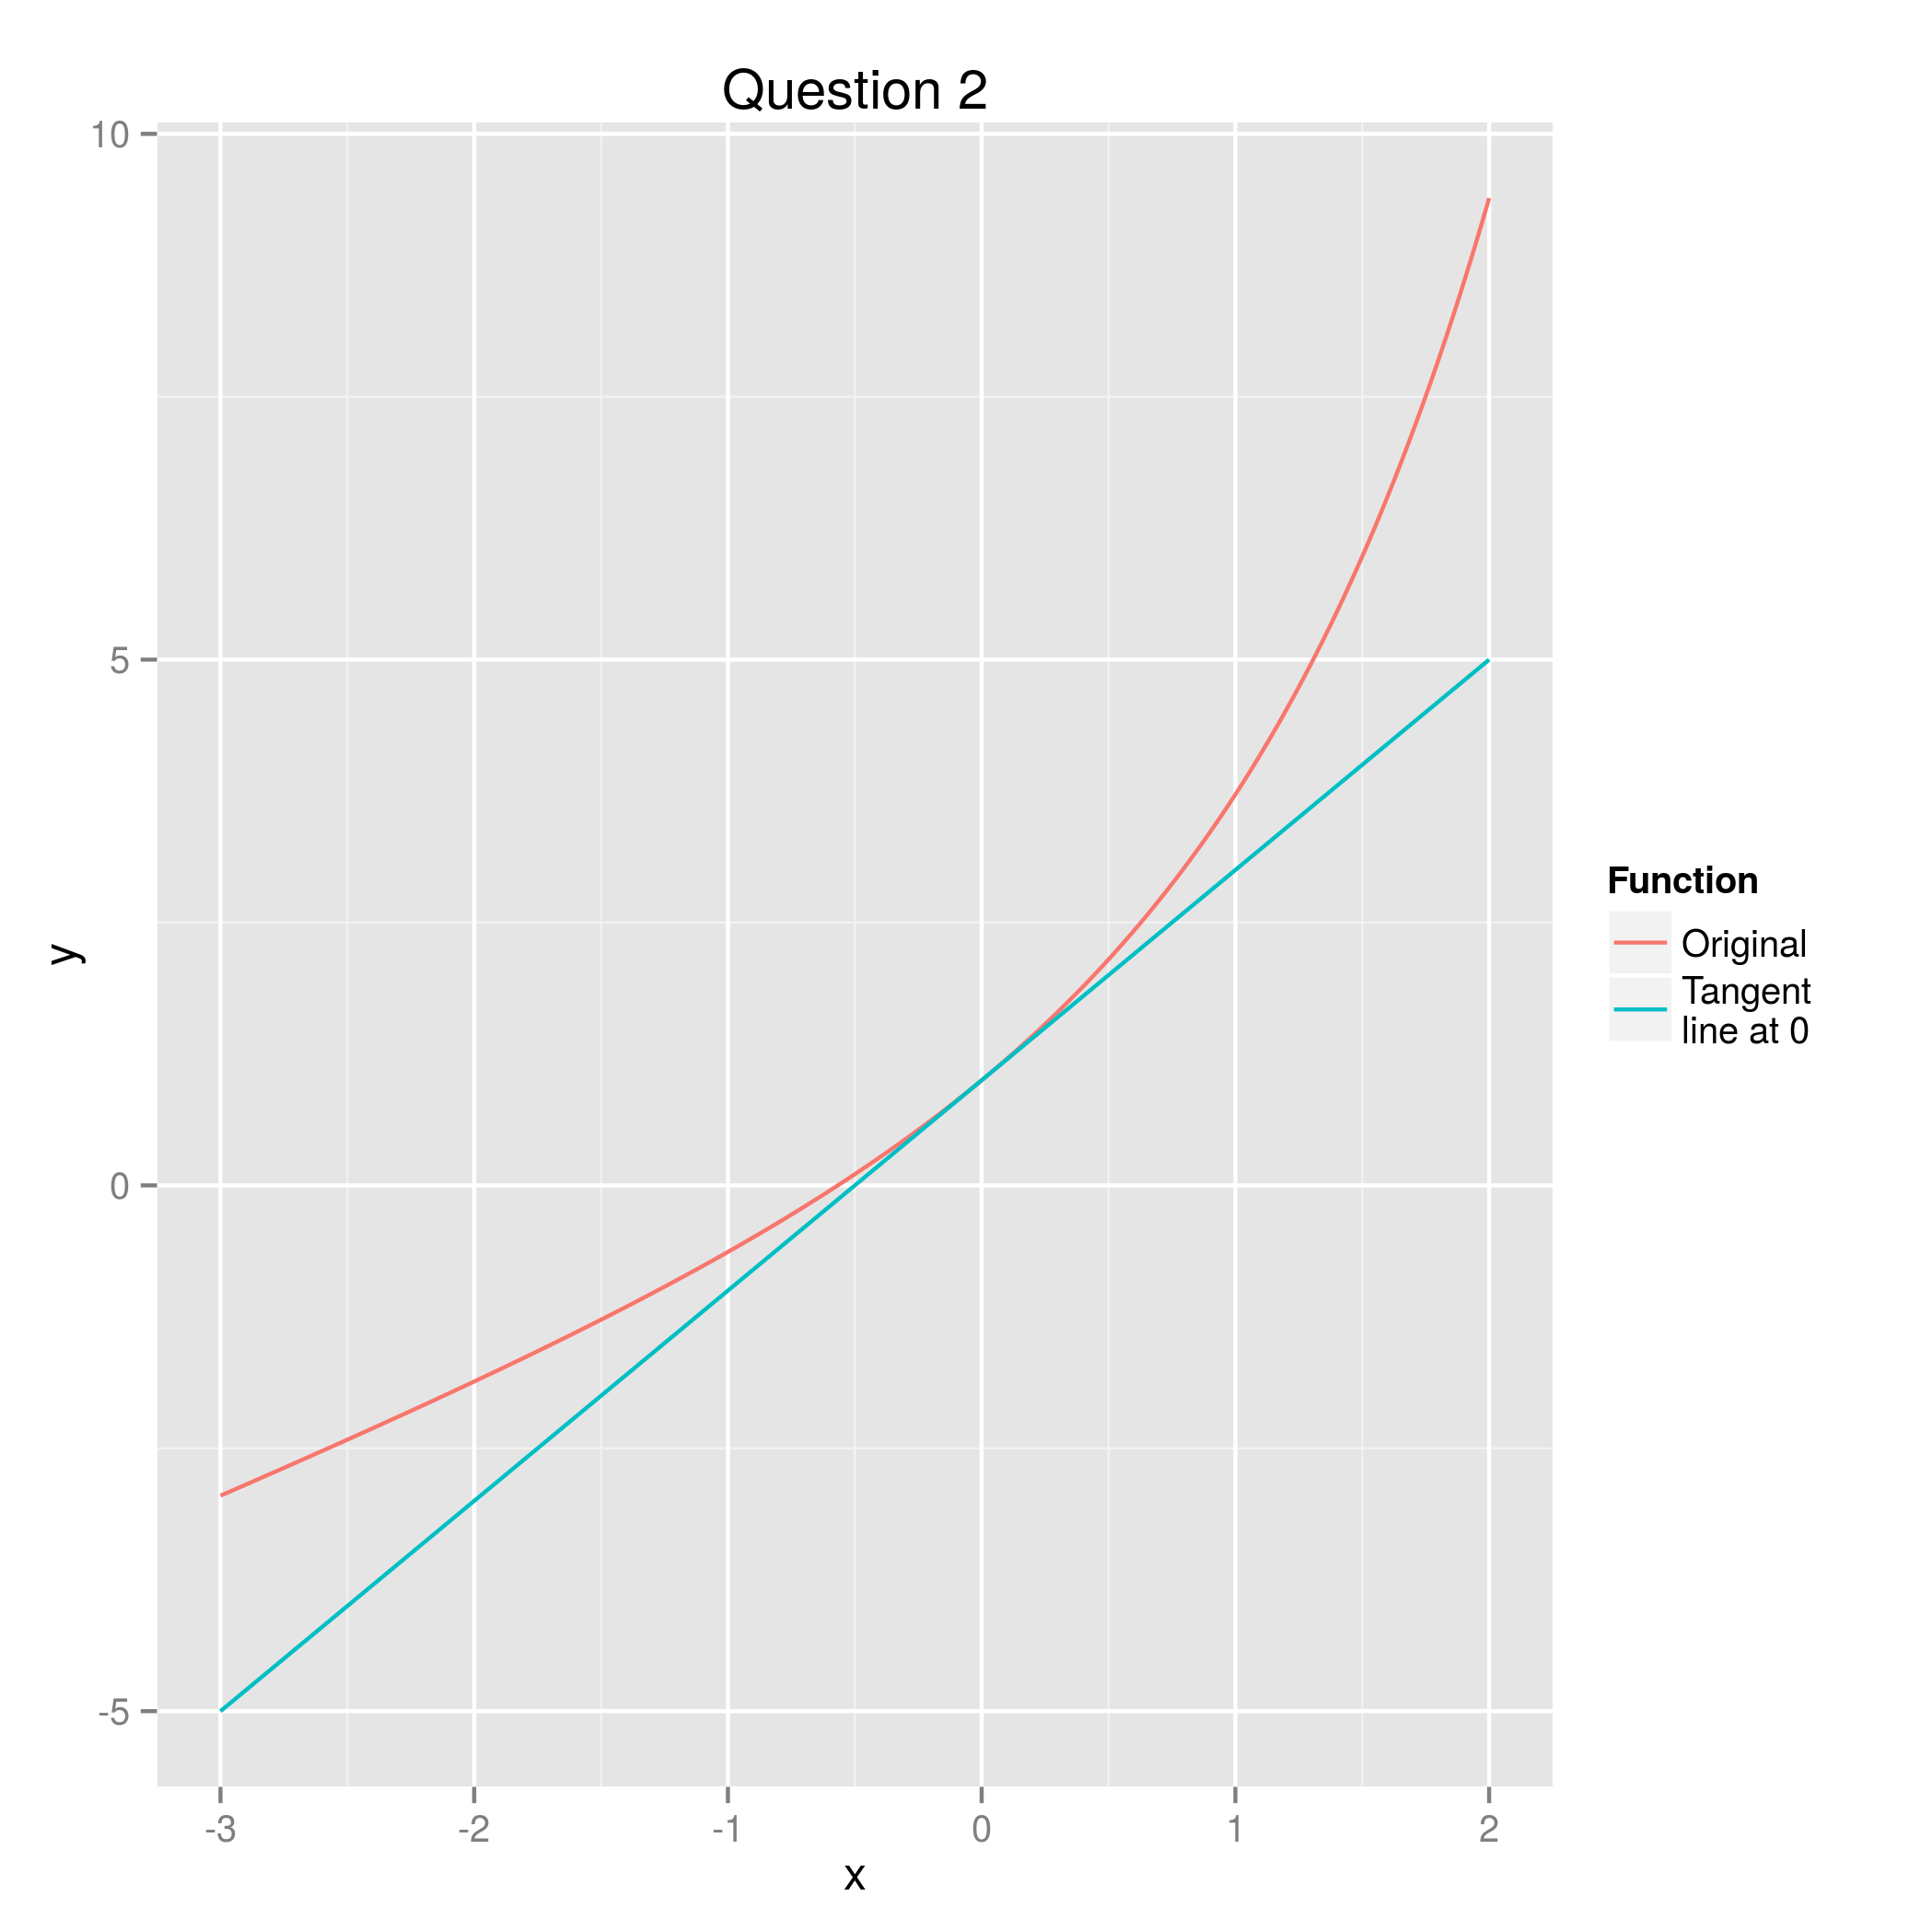 Question 2
10
5
0
-5
y
-3 -2 -1 0 1 2
x
Function
Original
Tangent
line at 0